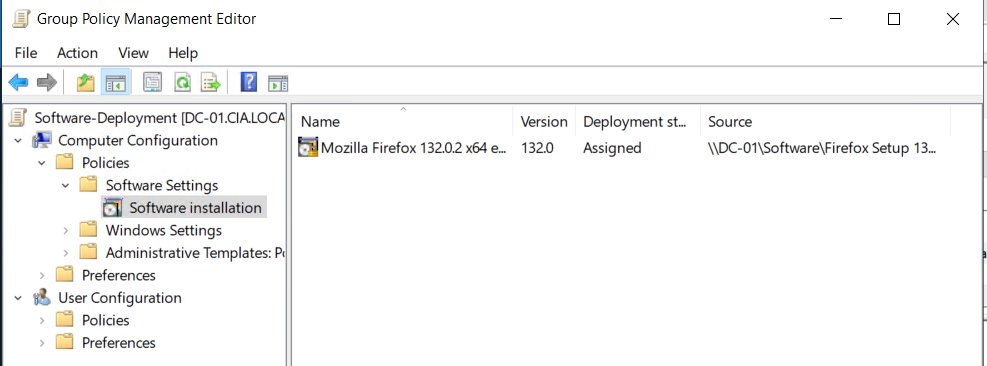 Group Policy Management Editor
File Action View Help
Software-Deployment [DC-01.CIA.LOCA
Computer Configuration
Policies
Software Settings
Software installation
Windows Settings
Administrative Templates: Po
Preferences
User Configuration
Policies
Preferences
Name Version Deployment st... Source
Mozilla Firefox 132.0.2 x64 e... 132.0 Assigned \\DC-01\Software\Firefox Setup 13...